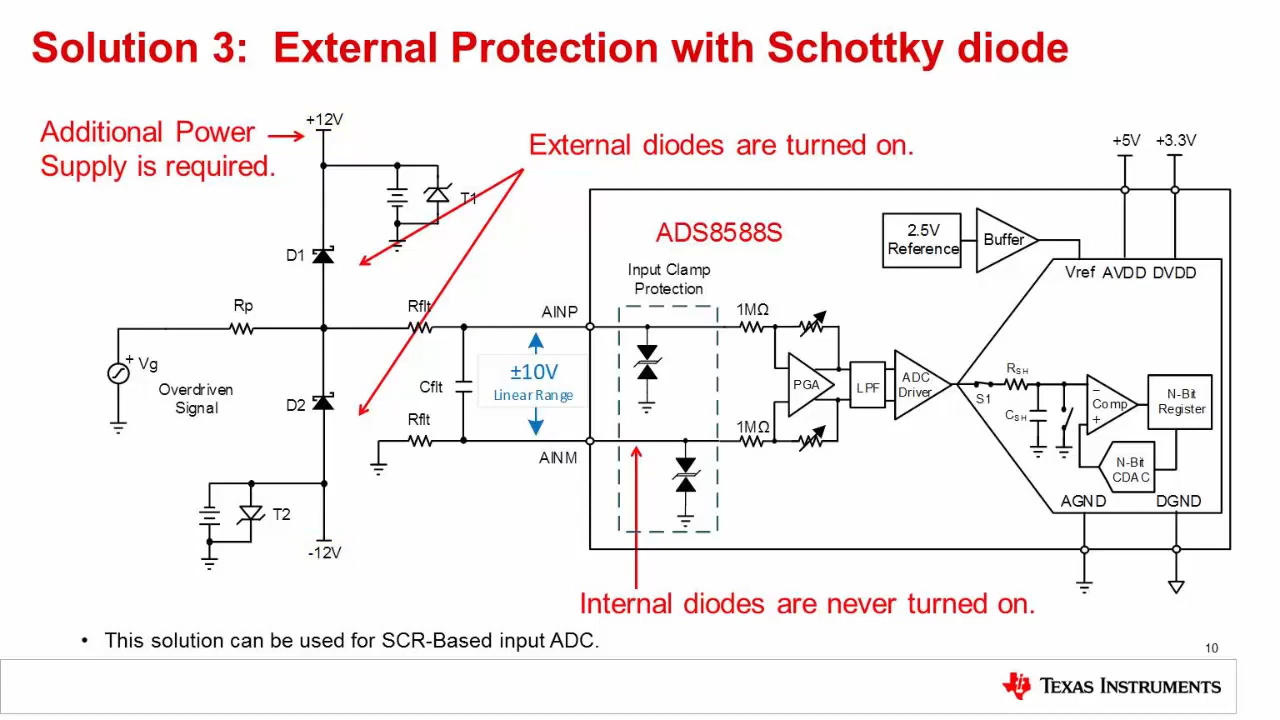 Solution 3: External Protection with Schottky diode
Additional Power
Supply is required.
+12V
External diodes are turned on.
+5V
+3.3V
T1
ADS8588S
2.5V
Reference
Buffer
D1
Input Clamp
Protection
Vref AVDD DVDD
Rp
Rflt
AINP
1MΩ
+
Vg
Overdriven
Signal
±10V
Linear Range
Cflt
PGA
LPF
ADC
Driver
S1
RSH
CSH
−
Comp
+
N-Bit
Register
D2
Rflt
AINM
1MΩ
N-Bit
CDAC
AGND
DGND
T2
-12V
Internal diodes are never turned on.
• This solution can be used for SCR-Based input ADC.
10
TEXAS INSTRUMENTS